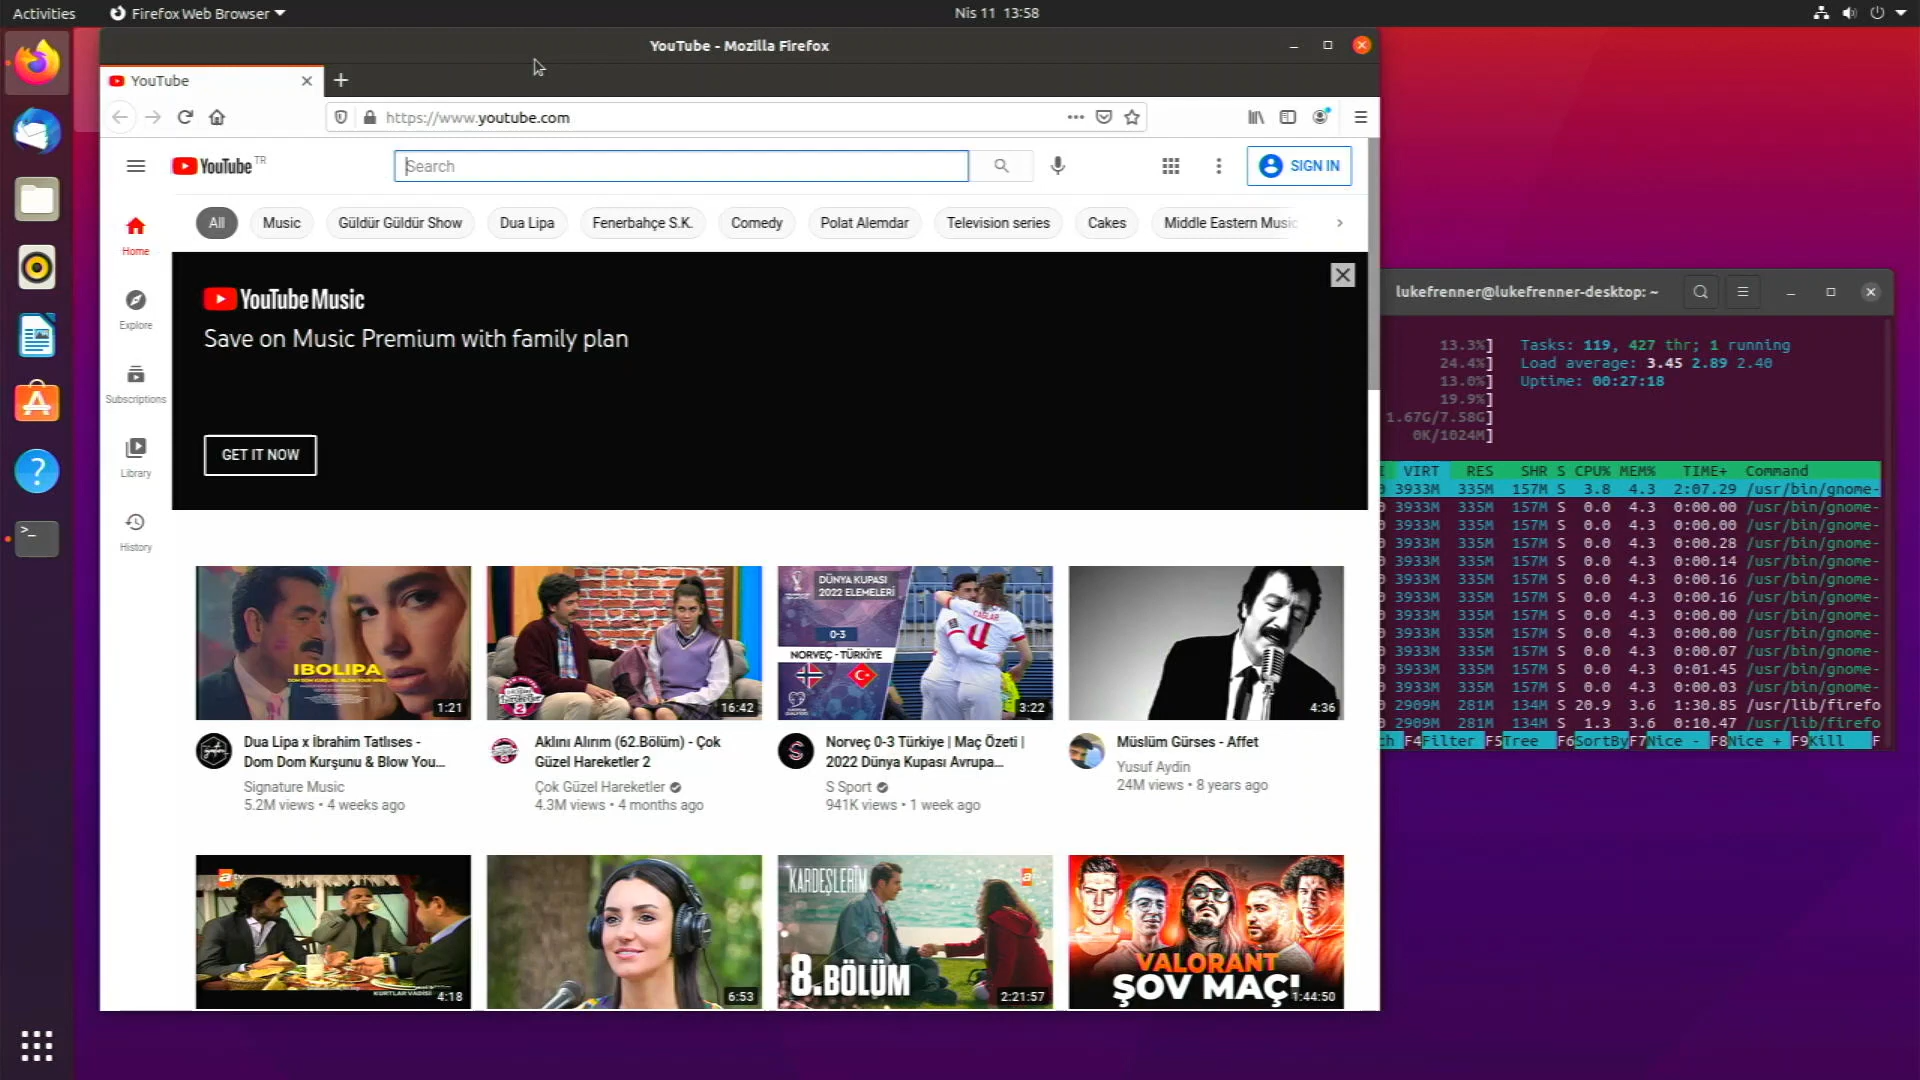 Activities
Firefox Web Browser
Nis 11 13:58
YouTube - Mozilla Firefox
YouTube
https://www.youtube.com
YouTube TR
Search
SIGN IN
All
Music
Güldür Güldür Show
Dua Lipa
Fenerbahçe S.K.
Comedy
Polat Alemdar
Television series
Cakes
Middle Eastern Music
Home
Explore
Subscriptions
Library
History
YouTube Music
Save on Music Premium with family plan
GET IT NOW
IBOLIPA
1:21
16:42
DÜNYA KUPASI
2022 ELEMELERİ
0-3
NORVEÇ - TÜRKİYE
4
3:22
4:36
Dua Lipa x İbrahim Tatlıses -
Dom Dom Kurşunu & Blow You...
Signature Music
5.2M views • 4 weeks ago
Aklını Alırım (62.Bölüm) - Çok
Güzel Hareketler 2
Çok Güzel Hareketler
4.3M views • 4 months ago
Norveç 0-3 Türkiye | Maç Özeti |
2022 Dünya Kupası Avrupa...
S Sport
941K views • 1 week ago
Müslüm Gürses - Affet
Yusuf Aydin
24M views • 8 years ago
atv
KURTLAR VADİSİ
4:18
6:53
KARDEŞLERİM
atv
8.BÖLÜM
2:21:57
VALORANT
ŞOV MAÇI
1:44:50
lukefrenner@lukefrenner-desktop: ~
13.3%] Tasks: 119, 427 thr; 1 running
24.4%] Load average: 3.45 2.89 2.40
13.0%] Uptime: 00:27:18
19.9%]
1.67G/7.58G]
0K/1024M]
VIRT RES SHR S CPU% MEM% TIME+ Command
3933M 335M 157M S 3.8 4.3 2:07.29 /usr/bin/gnome-
3933M 335M 157M S 0.0 4.3 0:00.00 /usr/bin/gnome-
3933M 335M 157M S 0.0 4.3 0:00.00 /usr/bin/gnome-
3933M 335M 157M S 0.0 4.3 0:00.28 /usr/bin/gnome-
3933M 335M 157M S 0.0 4.3 0:00.14 /usr/bin/gnome-
3933M 335M 157M S 0.0 4.3 0:00.16 /usr/bin/gnome-
3933M 335M 157M S 0.0 4.3 0:00.16 /usr/bin/gnome-
3933M 335M 157M S 0.0 4.3 0:00.00 /usr/bin/gnome-
3933M 335M 157M S 0.0 4.3 0:00.00 /usr/bin/gnome-
3933M 335M 157M S 0.0 4.3 0:00.07 /usr/bin/gnome-
3933M 335M 157M S 0.0 4.3 0:01.45 /usr/bin/gnome-
3933M 335M 157M S 0.0 4.3 0:00.03 /usr/bin/gnome-
2909M 281M 134M S 20.9 3.6 1:30.85 /usr/lib/firefo
2909M 281M 134M S 1.3 3.6 0:10.47 /usr/lib/firefo
ch F4Filter F5Tree F6SortByF7Nice - F8Nice + F9Kill F